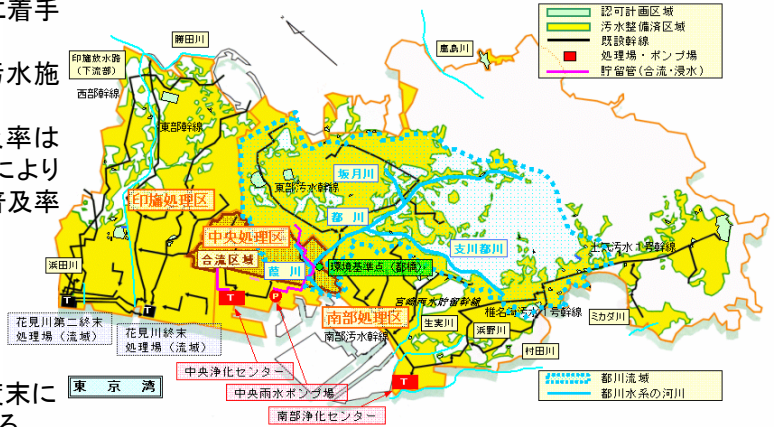 に着手
汚水施
及率は
により
普及率
度末に
る
認可計画区域
汚水整備済区域
既設幹線
処理場・ポンプ場
貯留管(合流・浸水)
勝田川
鹿島川
印旛放水路
(下流部)
西部幹線
東部幹線
坂月川
東部汚水幹線
印旛処理区
都 川
中央処理区
支川都川
土気汚水1号幹線
合流区域
浜田川
葭川
環境基準点(都橋)
T
T
T
P
宮崎雨水貯留幹線
花見川第二終末
処理場(流域)
花見川終末
処理場(流域)
南部処理区
南部汚水幹線
生実川
浜野川
椎名崎汚水1号幹線
ミカダ川
村田川
中央浄化センター
T
東 京 湾
中央雨水ポンプ場
南部浄化センター
都川流域
都川水系の河川